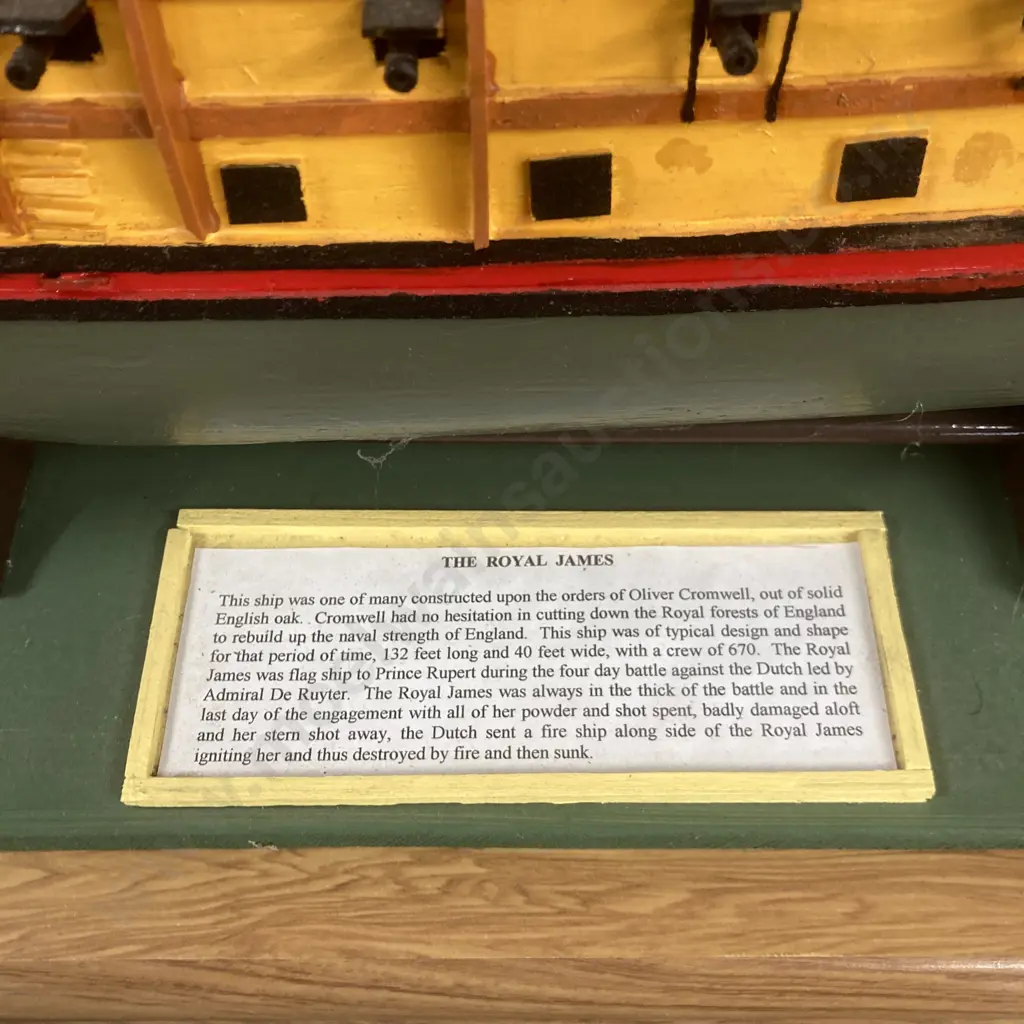 THE ROYAL JAMES
This ship was one of many constructed upon the orders of Oliver Cromwell, out of solid
English oak. . Cromwell had no hesitation in cutting down the Royal forests of England
to rebuild up the naval strength of England. This ship was of typical design and shape
for that period of time, 132 feet long and 40 feet wide, with a crew of 670. The Royal
James was flag ship to Prince Rupert during the four day battle against the Dutch led by
Admiral De Ruyter. The Royal James was always in the thick of the battle and in the
last day of the engagement with all of her powder and shot spent, badly damaged aloft
and her stern shot away, the Dutch sent a fire ship along side of the Royal James
igniting her and thus destroyed by fire and then sunk.